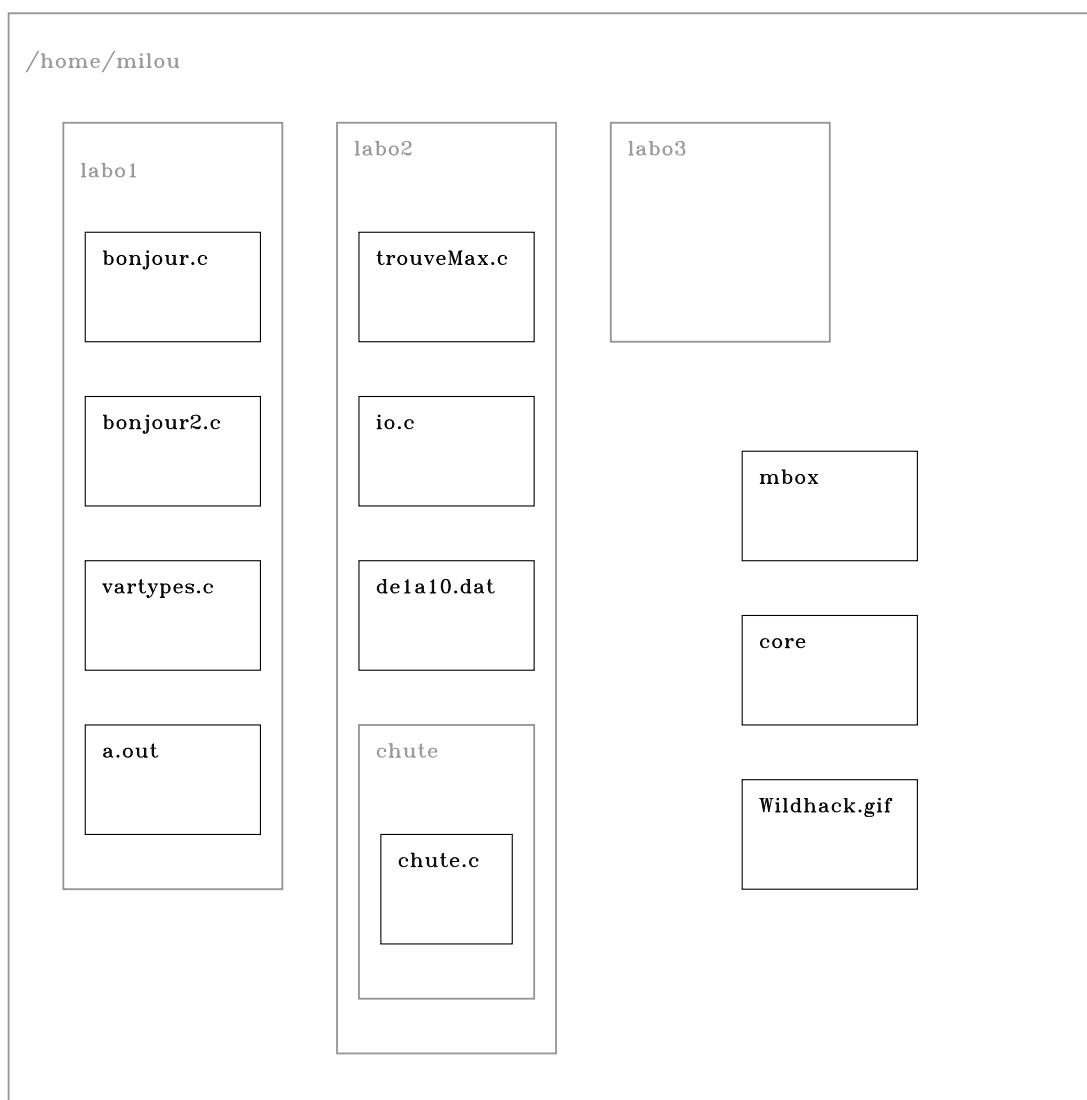 /home/milou
labo1
bonjour.c
bonjour2.c
vartypes.c
a.out
labo2
trouveMax.c
io.c
de1a10.dat
chute
chute.c
labo3
mbox
core
Wildhack.gif